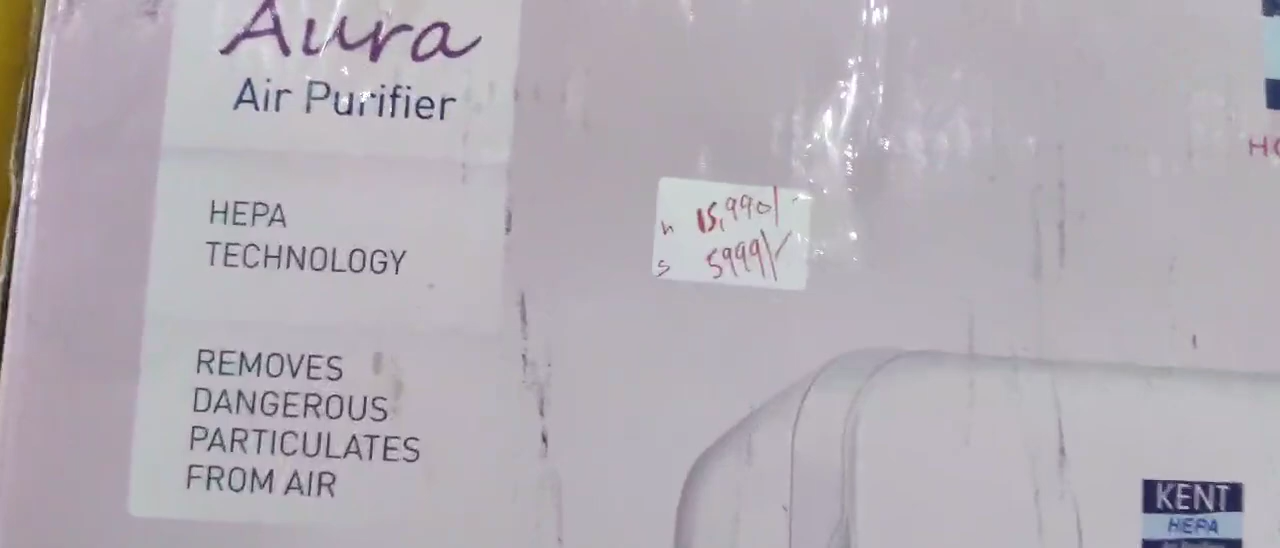 Aura
Air Purifier
HEPA
TECHNOLOGY
REMOVES
DANGEROUS
PARTICULATES
FROM AIR
n 15,990/-
S 5999/
KENT
HEPA